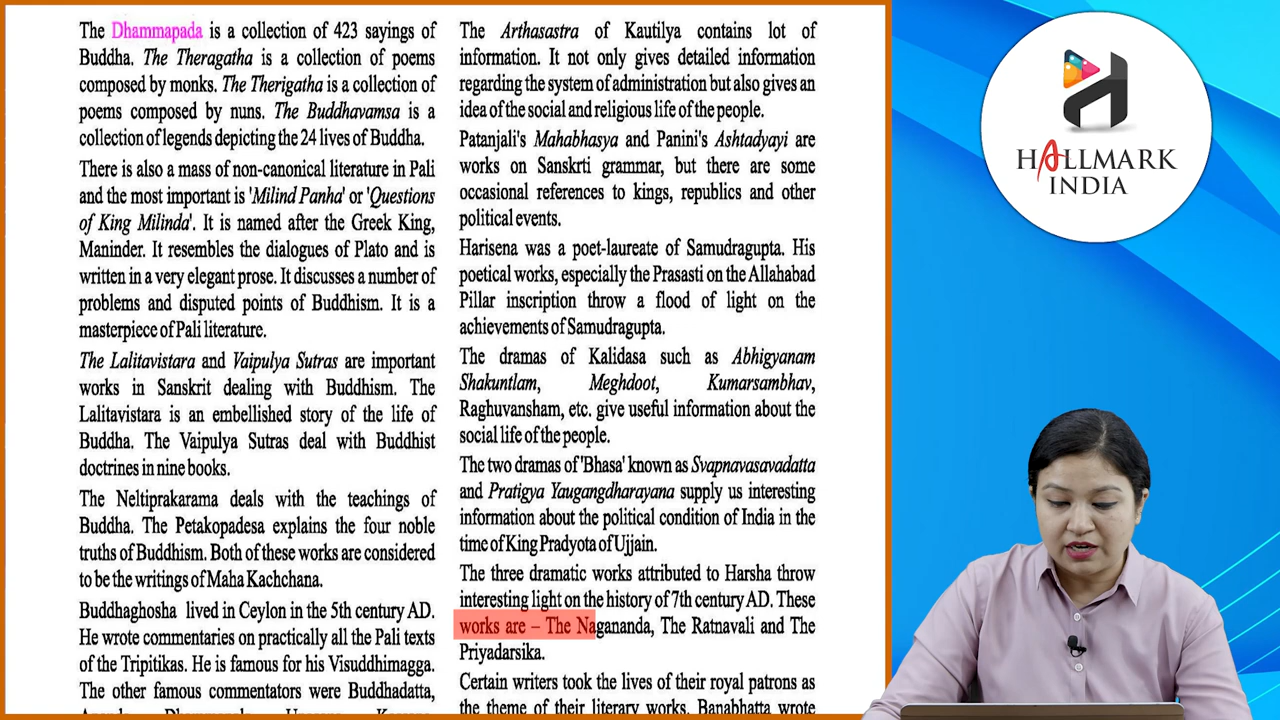 The Dhammapada is a collection of 423 sayings of
Buddha. The Theragatha is a collection of poems
composed by monks. The Therigatha is a collection of
poems composed by nuns. The Buddhavamsa is a
collection of legends depicting the 24 lives of Buddha.
There is also a mass of non-canonical literature in Pali
and the most important is 'Milind Panha' or 'Questions
of King Milinda'. It is named after the Greek King,
Maninder. It resembles the dialogues of Plato and is
written in a very elegant prose. It discusses a number of
problems and disputed points of Buddhism. It is a
masterpiece of Pali literature.
The Lalitavistara and Vaipulya Sutras are important
works in Sanskrit dealing with Buddhism. The
Lalitavistara is an embellished story of the life of
Buddha. The Vaipulya Sutras deal with Buddhist
doctrines in nine books.
The Neltiprakarama deals with the teachings of
Buddha. The Petakopadesa explains the four noble
truths of Buddhism. Both of these works are considered
to be the writings of Maha Kachchana.
Buddhaghosha lived in Ceylon in the 5th century AD.
He wrote commentaries on practically all the Pali texts
of the Tripitikas. He is famous for his Visuddhimagga.
The other famous commentators were Buddhadatta,
The Arthasastra of Kautilya contains lot of
information. It not only gives detailed information
regarding the system of administration but also gives an
idea of the social and religious life of the people.
Patanjali's Mahabhasya and Panini's Ashtadyayi are
works on Sanskrti grammar, but there are some
occasional references to kings, republics and other
political events.
Harisena was a poet-laureate of Samudragupta. His
poetical works, especially the Prasasti on the Allahabad
Pillar inscription throw a flood of light on the
achievements of Samudragupta.
The dramas of Kalidasa such as Abhigyanam
Shakuntlam, Meghdoot, Kumarsambhav,
Raghuvansham, etc. give useful information about the
social life of the people.
The two dramas of 'Bhasa' known as Svapnavasavadatta
and Pratigya Yaugangdharayana supply us interesting
information about the political condition of India in the
time of King Pradyota of Ujjain.
The three dramatic works attributed to Harsha throw
interesting light on the history of 7th century AD. These
works are – The Nagananda, The Ratnavali and The
Priyadarsika.
Certain writers took the lives of their royal patrons as
the theme of their literary works. Banabhatta wrote
HALLMARK
INDIA